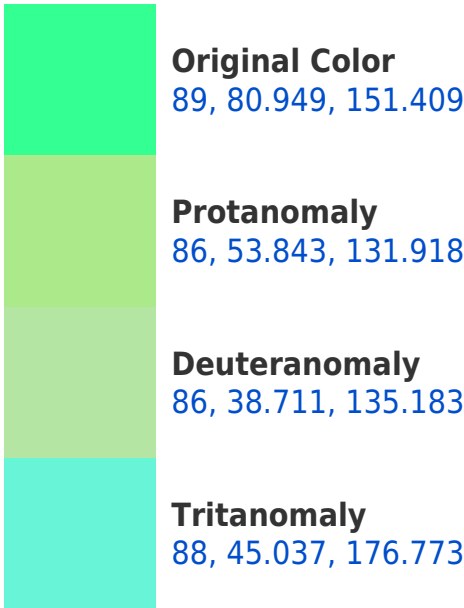 Original Color
89, 80.949, 151.409
Protanomaly
86, 53.843, 131.918
Deuteranomaly
86, 38.711, 135.183
Tritanomaly
88, 45.037, 176.773